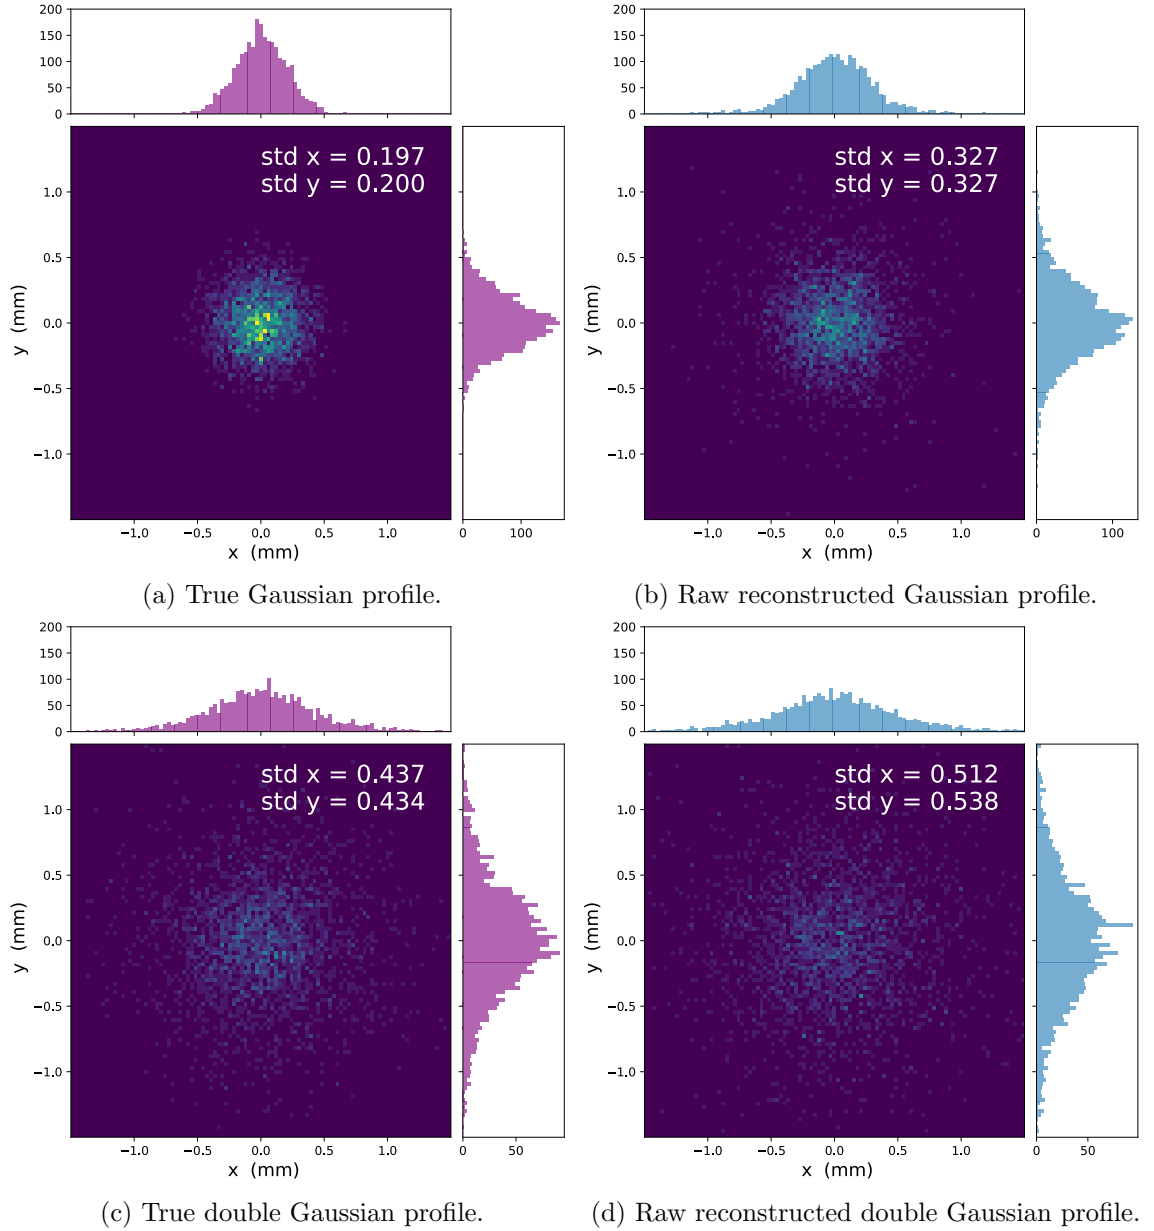 200
150
100
50
0
200
150
100
50
0
std x = 0.197
std y = 0.200
std x = 0.327
std y = 0.327
1.0
0.5
0.0
−0.5
−1.0
y (mm)
1.0
0.5
0.0
−0.5
−1.0
y (mm)
−1.0 −0.5 0.0 0.5 1.0
x (mm)
0 100
−1.0 −0.5 0.0 0.5 1.0
x (mm)
0 100
(a) True Gaussian profile.
(b) Raw reconstructed Gaussian profile.
200
150
100
50
0
200
150
100
50
0
std x = 0.437
std y = 0.434
std x = 0.512
std y = 0.538
1.0
0.5
0.0
−0.5
−1.0
y (mm)
1.0
0.5
0.0
−0.5
−1.0
y (mm)
−1.0 −0.5 0.0 0.5 1.0
x (mm)
0 50
−1.0 −0.5 0.0 0.5 1.0
x (mm)
0 50
(c) True double Gaussian profile.
(d) Raw reconstructed double Gaussian profile.